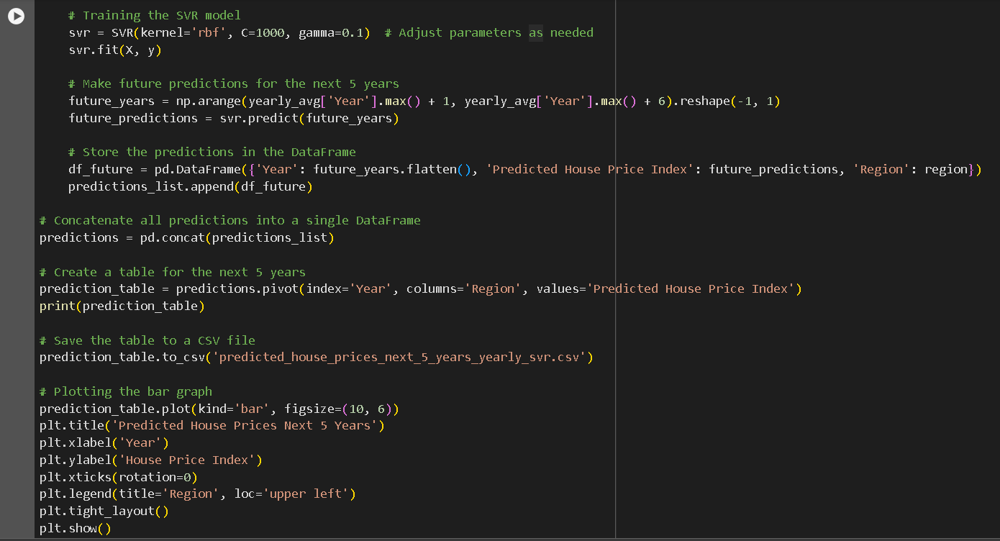 # Training the SVR model
svr = SVR(kernel='rbf', C=1000, gamma=0.1)  # Adjust parameters as needed
svr.fit(X, y)
# Make future predictions for the next 5 years
future_years = np.arange(yearly_avg['Year'].max() + 1, yearly_avg['Year'].max() + 6).reshape(-1, 1)
future_predictions = svr.predict(future_years)
# Store the predictions in the DataFrame
df_future = pd.DataFrame({'Year': future_years.flatten(), 'Predicted House Price Index': future_predictions, 'Region': region})
predictions_list.append(df_future)
# Concatenate all predictions into a single DataFrame
predictions = pd.concat(predictions_list)
# Create a table for the next 5 years
prediction_table = predictions.pivot(index='Year', columns='Region', values='Predicted House Price Index')
print(prediction_table)
# Save the table to a CSV file
prediction_table.to_csv('predicted_house_prices_next_5_years_yearly_svr.csv')
# Plotting the bar graph
prediction_table.plot(kind='bar', figsize=(10, 6))
plt.title('Predicted House Prices Next 5 Years')
plt.xlabel('Year')
plt.ylabel('House Price Index')
plt.xticks(rotation=0)
plt.legend(title='Region', loc='upper left')
plt.tight_layout()
plt.show()